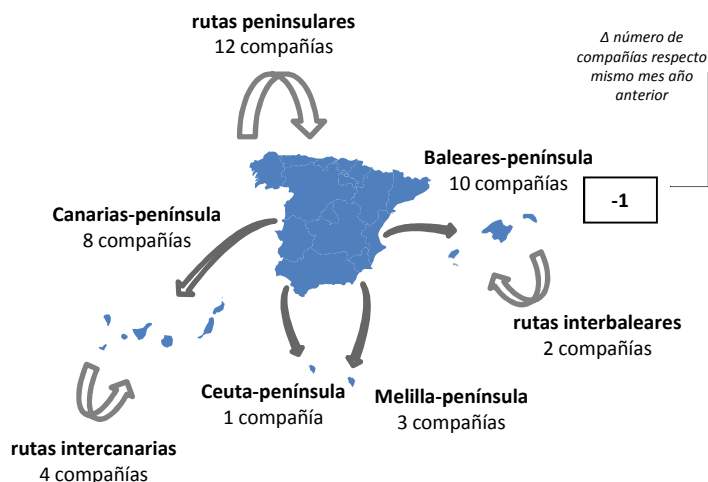 rutas peninsulares
12 compañías
Δ número de
compañías respecto
mismo mes año
anterior
Baleares-península
10 compañías
-1
Canarias-península
8 compañías
rutas interbaleares
2 compañías
Ceuta-península
1 compañía
Melilla-península
3 compañías
rutas intercanarias
4 compañías